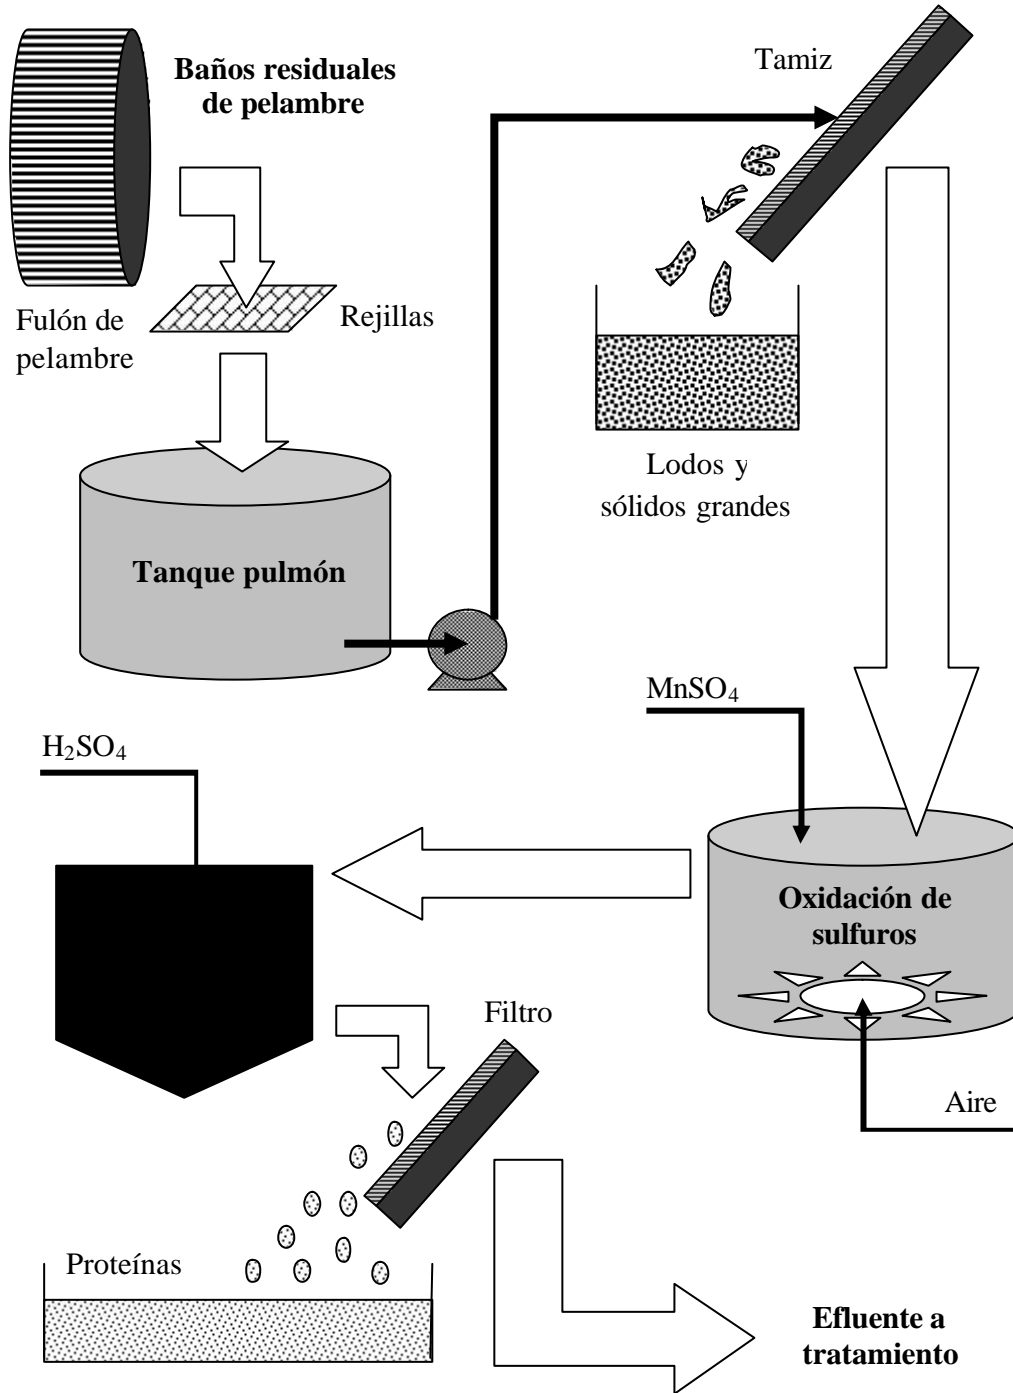 Baños residuales
de pelambre
Tamiz
Fulón de
pelambre
Rejillas
Lodos y
sólidos grandes
Tanque pulmón
MnSO₄
H₂SO₄
Oxidación de
sulfuros
Filtro
Aire
Proteínas
Efluente a
tratamiento